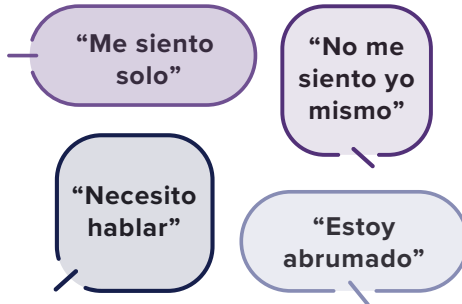 “Me siento
solo”
“No me
siento yo
mismo”
“Necesito
hablar”
“Estoy
abrumado”